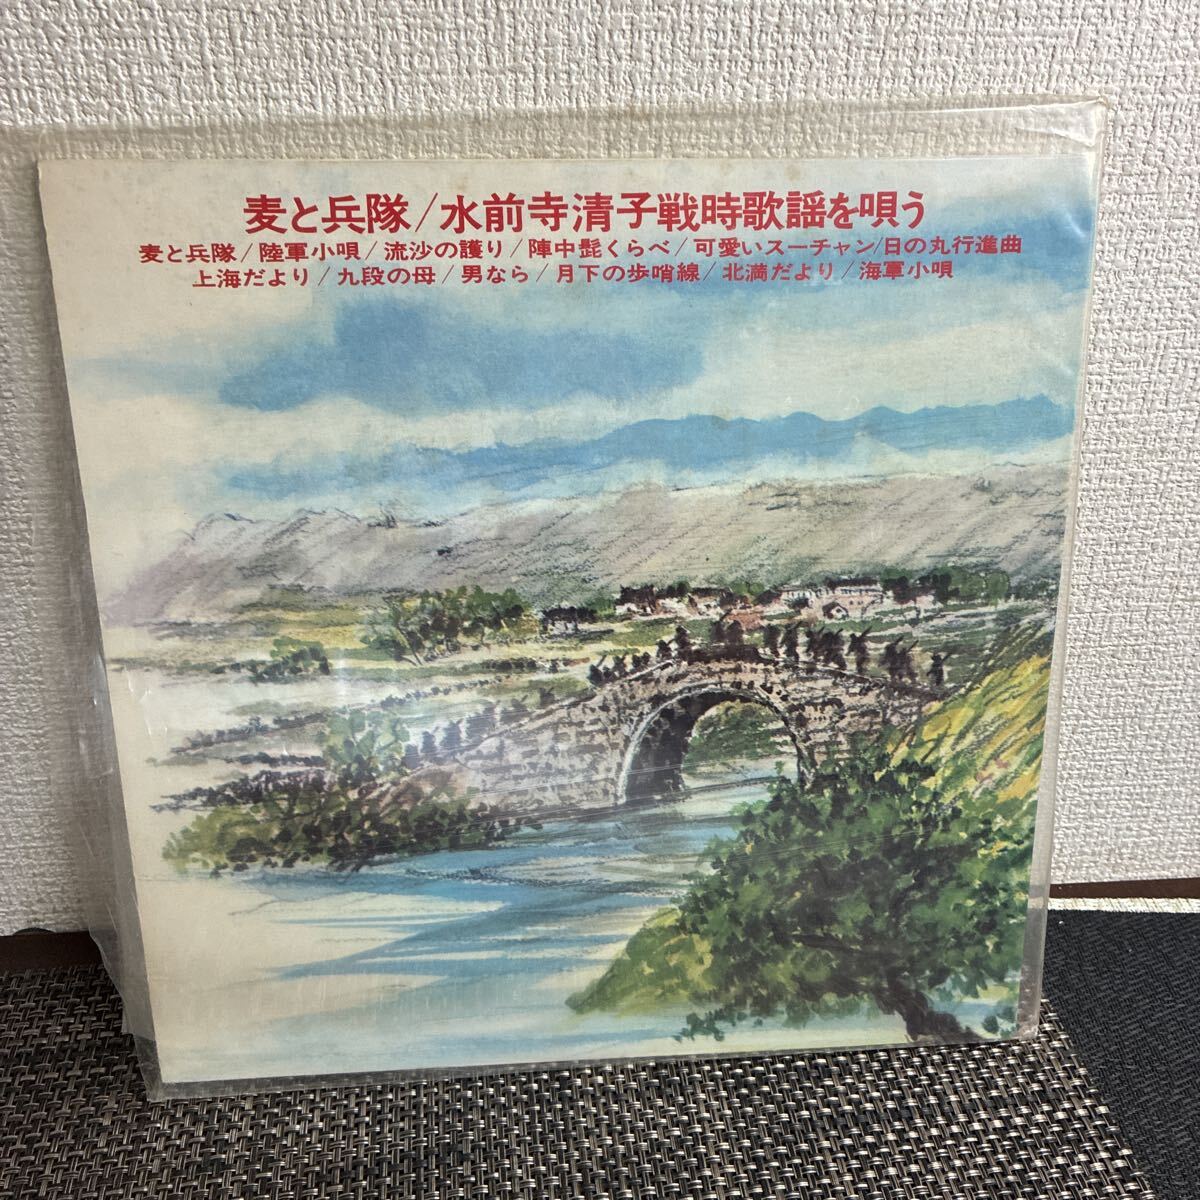 麦と兵隊/水前寺清子戦時歌謡を唄う
麦と兵隊/陸軍小唄/流沙の護り/陣中髭くらべ/可愛いスーチャン/日の丸行進曲
上海だより/九段の母/男なら/月下の歩哨線/北満だより/海軍小唄